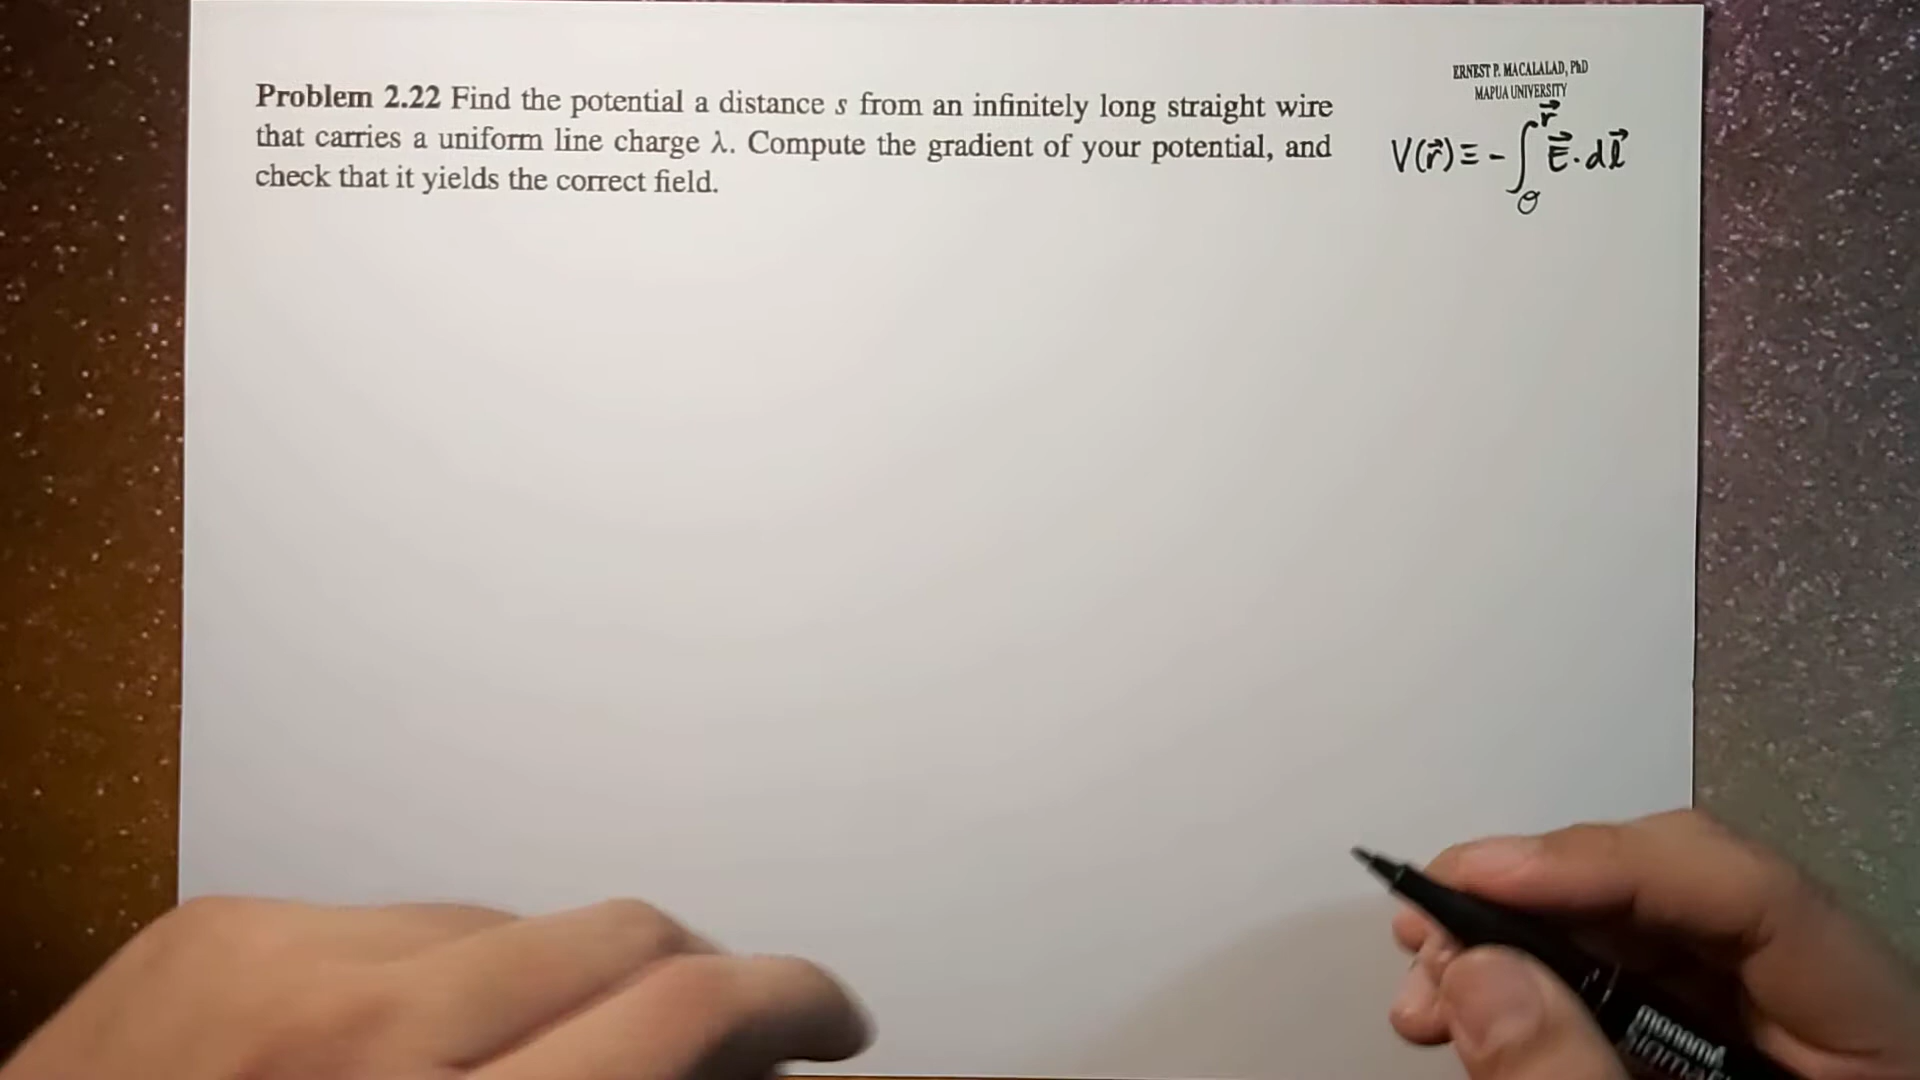 Problem 2.22 Find the potential a distance s from an infinitely long straight wire
that carries a uniform line charge λ. Compute the gradient of your potential, and
check that it yields the correct field.
ERNEST P. MACALALAD, PhD
MAPUA UNIVERSITY
V(r⃗) ≡ - ∫_O^r⃗ E⃗ · dl⃗
monami